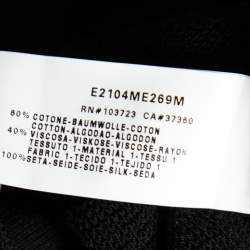 E2104ME269M
RN#103723 CA#37360
60% COTONE-BAUMWOLLE-COTON
COTTON-ALGODAO-ALGODON
40% VISCOSA-VISKOSE-VISCOSE-RAYON
TESSUTO 1-MATERIAL 1-TESSU 1
FABRIC 1-TECIDO 1-TEJIDO 1
100% SETA-SEIDE-SOIE-SILK-SEDA